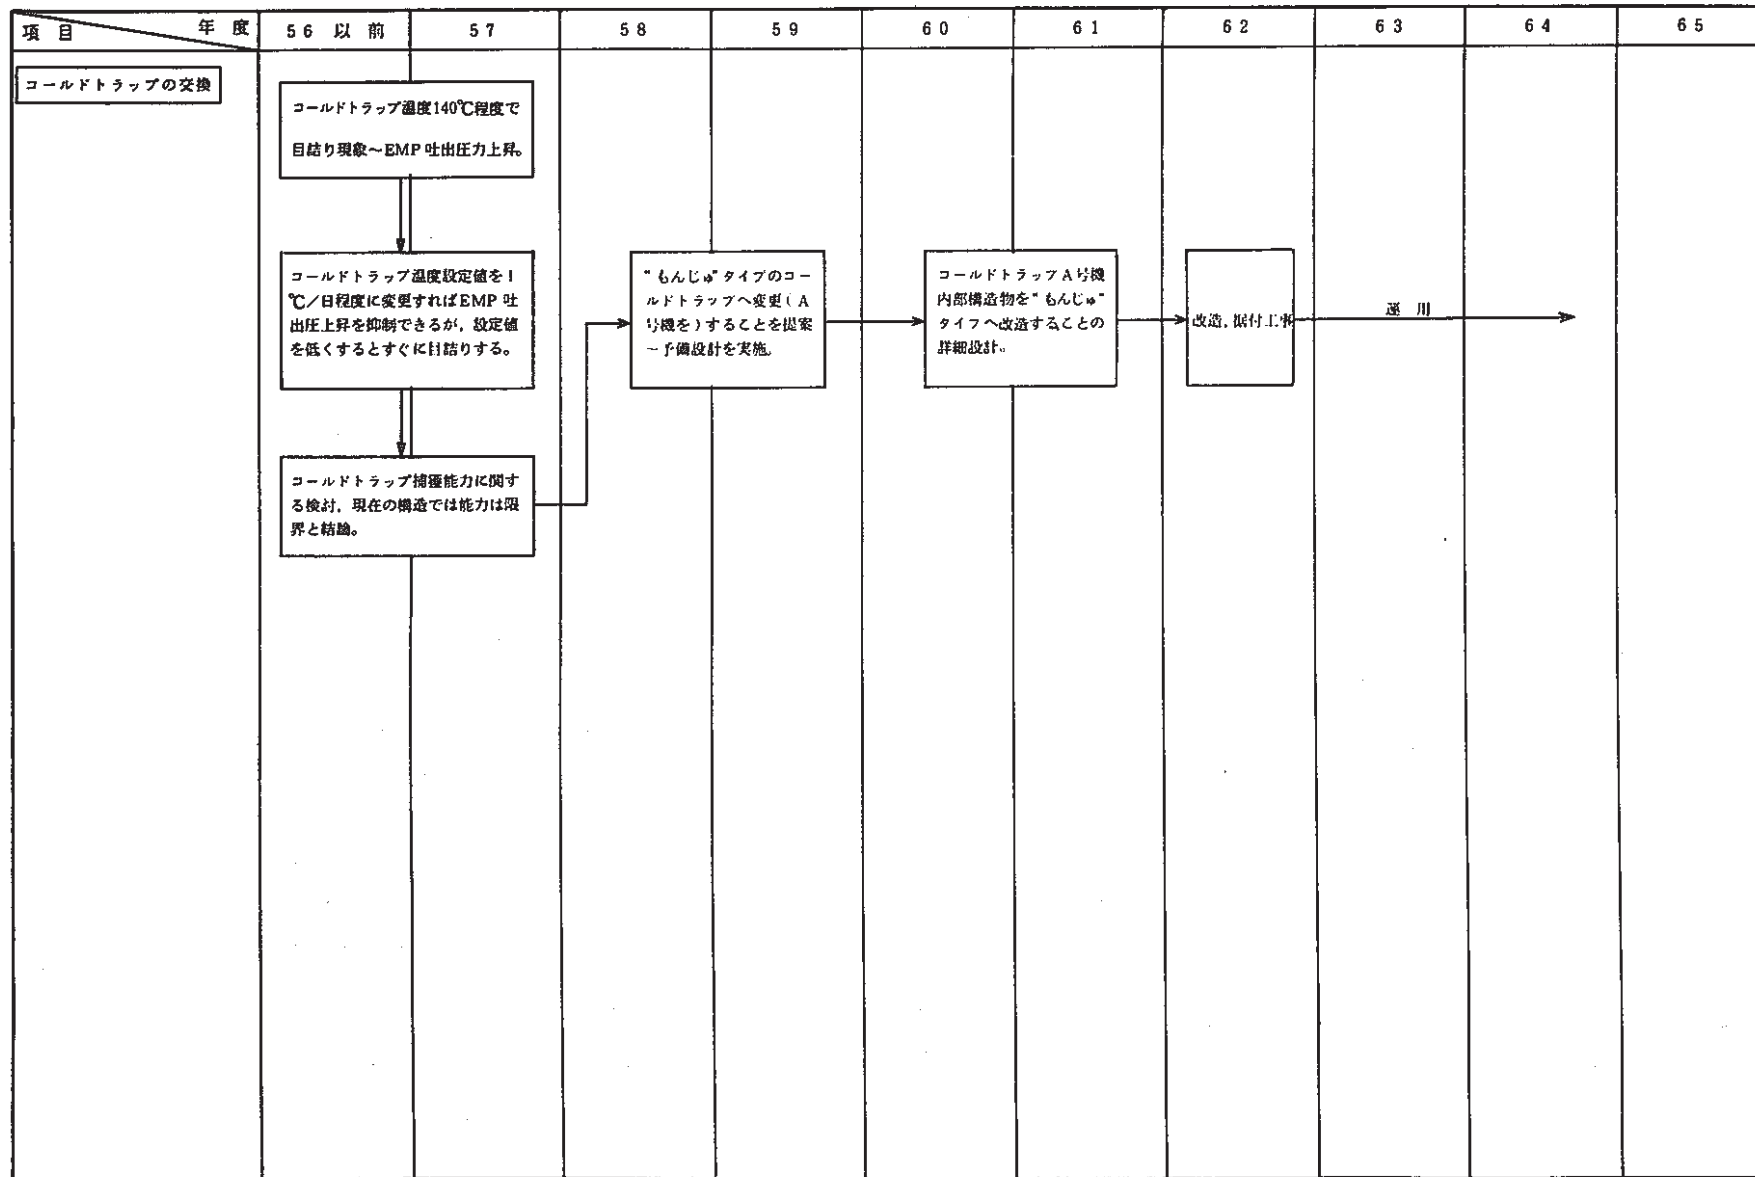 項目 年度 56以前 57 58 59 60 61 62 63 64 65
コールドトラップの交換
コールドトラップ温度140℃程度で
目詰り現象~EMP吐出圧力上昇。
コールドトラップ温度設定値を1
℃/日程度に変更すればEMP吐
出圧上昇を抑制できるが,設定値
を低くするとすぐに目詰りする。
コールドトラップ捕獲能力に関す
る検討,現在の構造では能力は限
界と結論。
“もんじゅ”タイプのコー
ルドトラップへ変更(A
号機を)することを提案
ー予備設計を実施。
コールドトラップA号機
内部構造物を“もんじゅ”
タイプへ改造することの
詳細設計。
改造,据付工事
運用